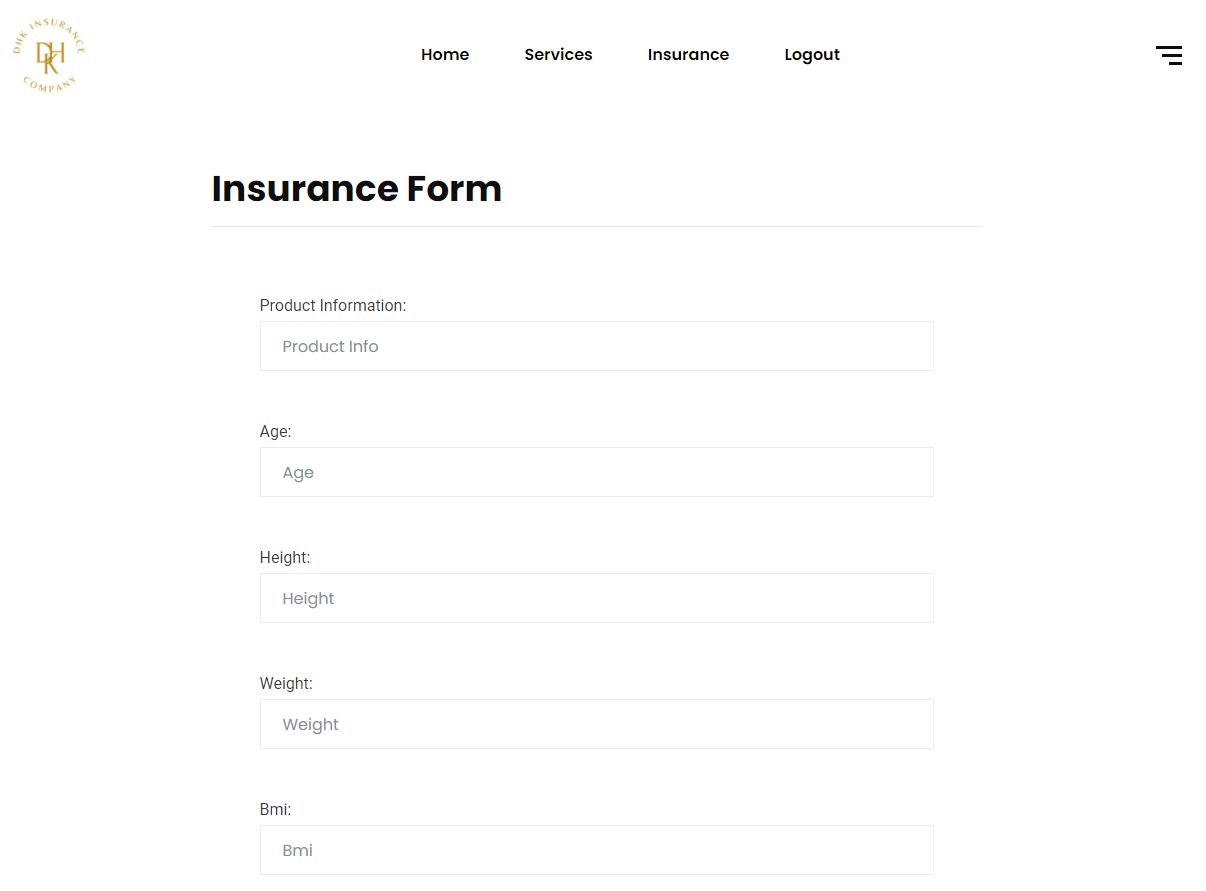 DHK INSURANCE
DHK
COMPANY
Home Services Insurance Logout
Insurance Form
Product Information:
Product Info
Age:
Age
Height:
Height
Weight:
Weight
Bmi:
Bmi